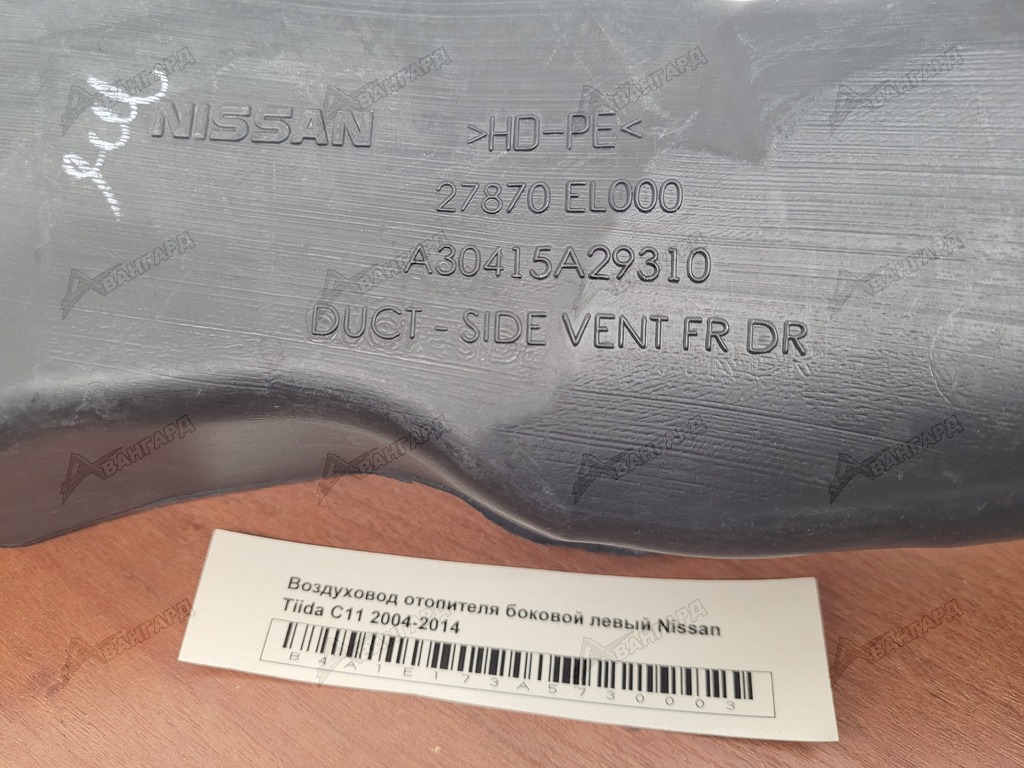 NISSAN >HD-PE<
27870 EL000
A30415A29310
DUCT - SIDE VENT FR DR
Воздуховод отопителя боковой левый Nissan
Tiida C11 2004-2014
B4A1E173A5730003
АВАНГАРД